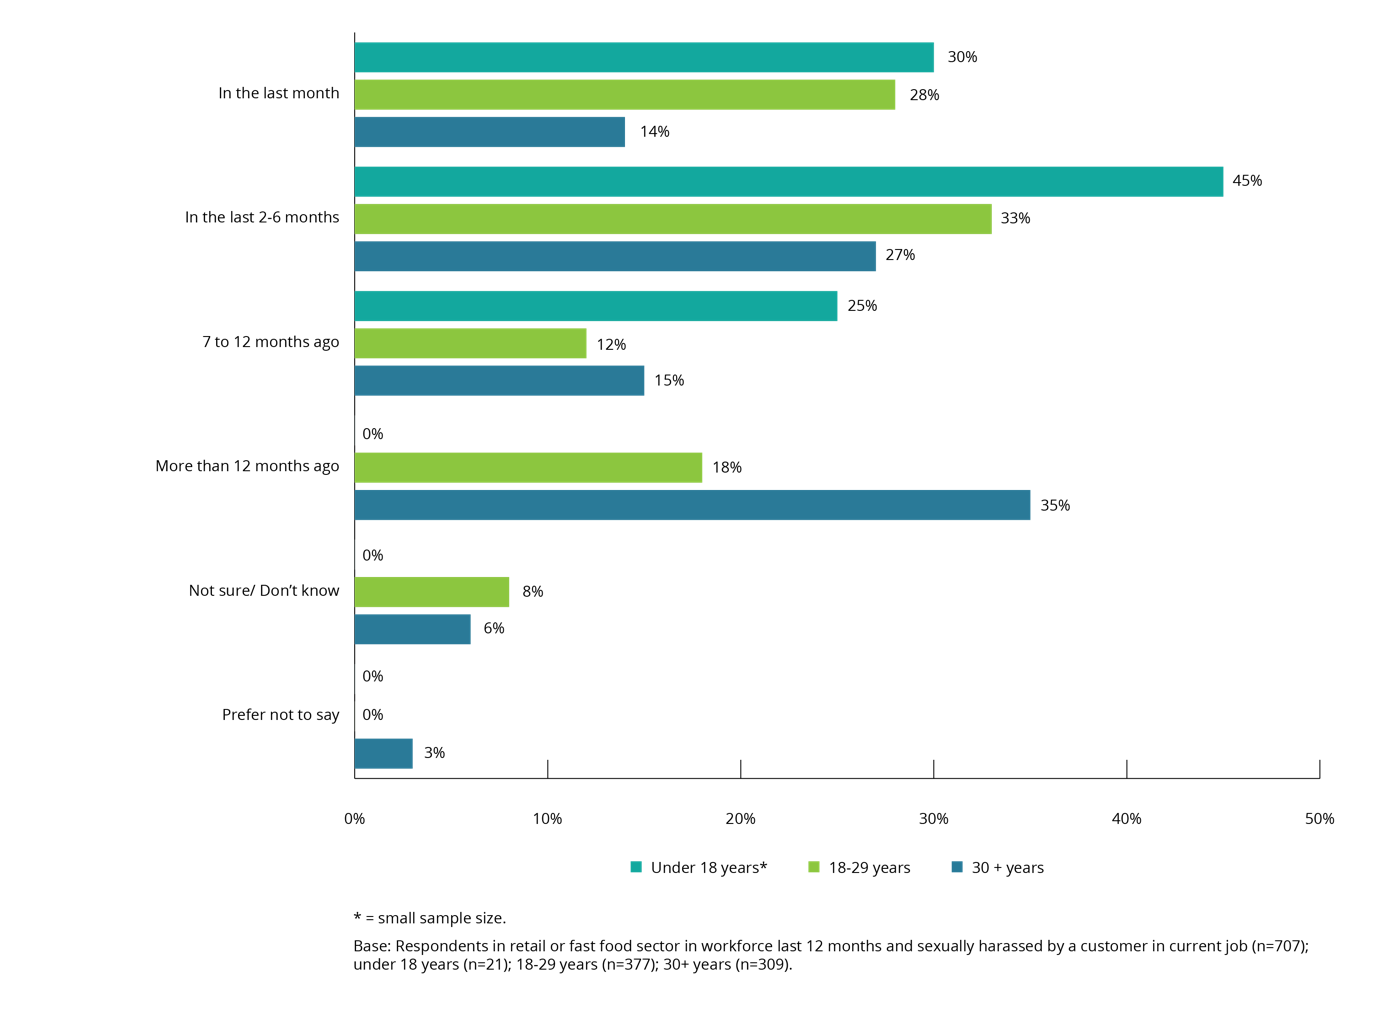 30%
In the last month
28%
14%
45%
In the last 2-6 months
33%
27%
25%
7 to 12 months ago
12%
15%
0%
More than 12 months ago
18%
35%
0%
Not sure/ Don’t know
8%
6%
0%
Prefer not to say
0%
3%
0% 10% 20% 30% 40% 50%
Under 18 years* 18-29 years 30 + years
* = small sample size.
Base: Respondents in retail or fast food sector in workforce last 12 months and sexually harassed by a customer in current job (n=707);
under 18 years (n=21); 18-29 years (n=377); 30+ years (n=309).